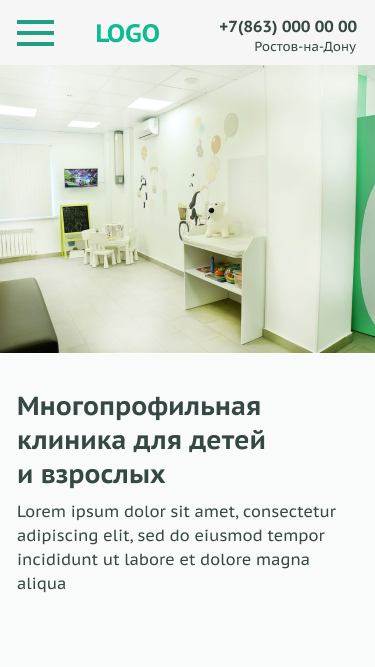 LOGO
+7(863) 000 00 00
Ростов-на-Дону
Многопрофильная
клиника для детей
и взрослых
Lorem ipsum dolor sit amet, consectetur
adipiscing elit, sed do eiusmod tempor
incididunt ut labore et dolore magna
aliqua